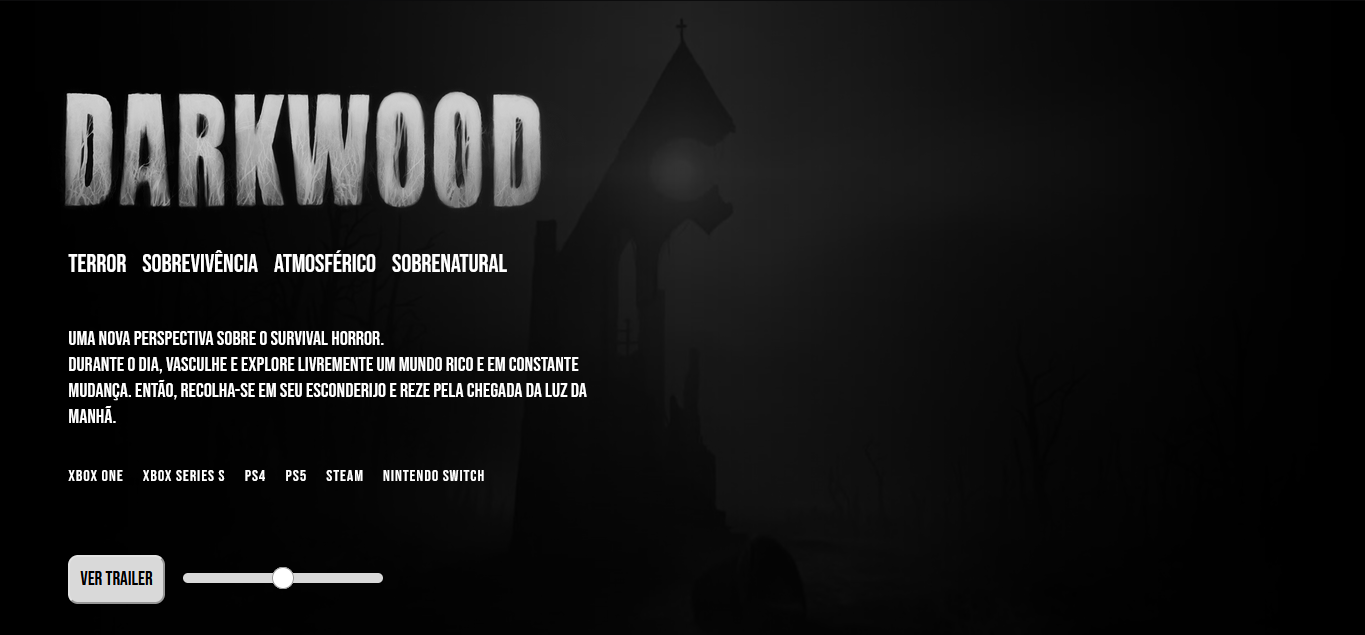 DARKWOOD
TERROR SOBREVIVÊNCIA ATMOSFÉRICO SOBRENATURAL
UMA NOVA PERSPECTIVA SOBRE O SURVIVAL HORROR.
DURANTE O DIA, VASCULHE E EXPLORE LIVREMENTE UM MUNDO RICO E EM CONSTANTE
MUDANÇA. ENTÃO, RECOLHA-SE EM SEU ESCONDERIJO E REZE PELA CHEGADA DA LUZ DA
MANHÃ.
XBOX ONE XBOX SERIES S PS4 PS5 STEAM NINTENDO SWITCH
VER TRAILER